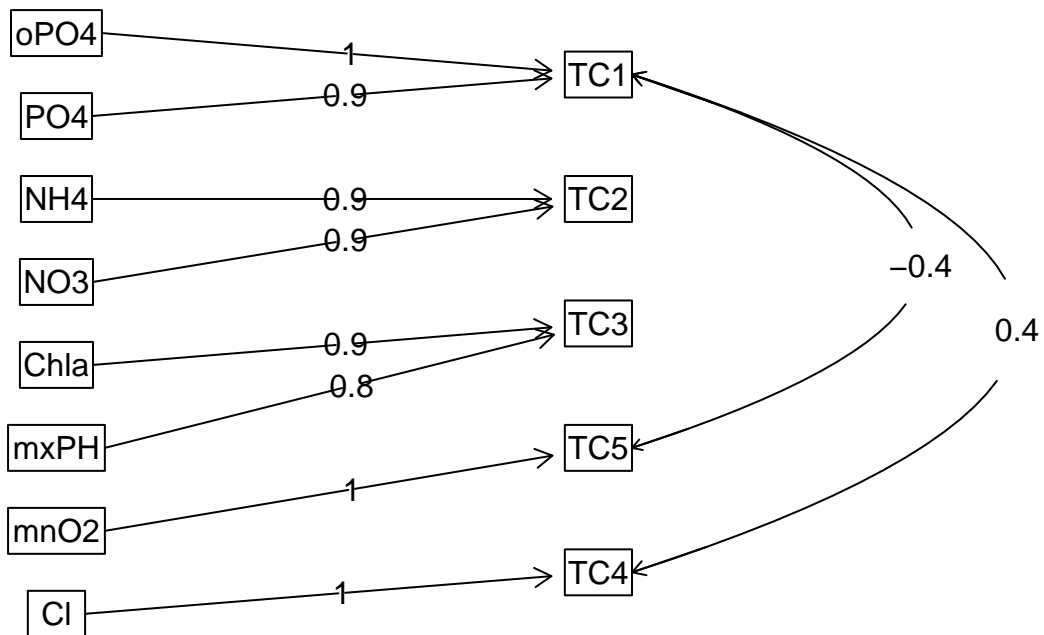 oPO4
PO4
NH4
NO3
Chla
mxPH
mnO2
Cl
1
0.9
0.9
0.9
0.9
0.8
1
1
TC1
TC2
TC3
TC5
TC4
−0.4
0.4